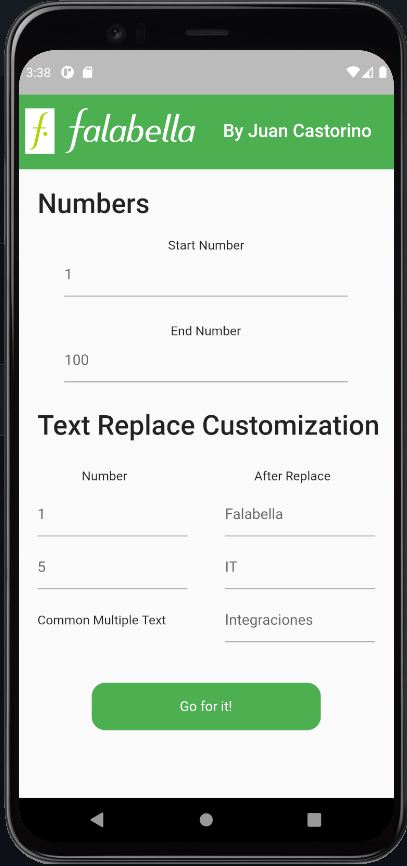 3:38
f. falabella By Juan Castorino
Numbers
Start Number
1
End Number
100
Text Replace Customization
Number After Replace
1 Falabella
5 IT
Common Multiple Text Integraciones
Go for it!